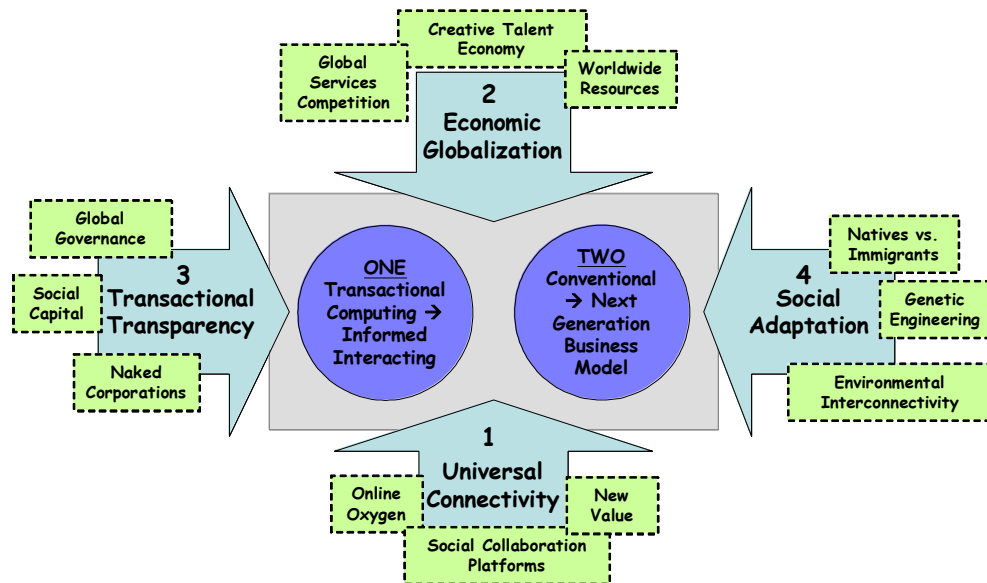 Creative Talent
Economy
Global
Services
Competition
Worldwide
Resources
2
Economic
Globalization
Global
Governance
Social
Capital
Naked
Corporations
3
Transactional
Transparency
ONE
Transactional
Computing →
Informed
Interacting
TWO
Conventional
→ Next
Generation
Business
Model
4
Social
Adaptation
Natives vs.
Immigrants
Genetic
Engineering
Environmental
Interconnectivity
1
Universal
Connectivity
Online
Oxygen
New
Value
Social Collaboration
Platforms